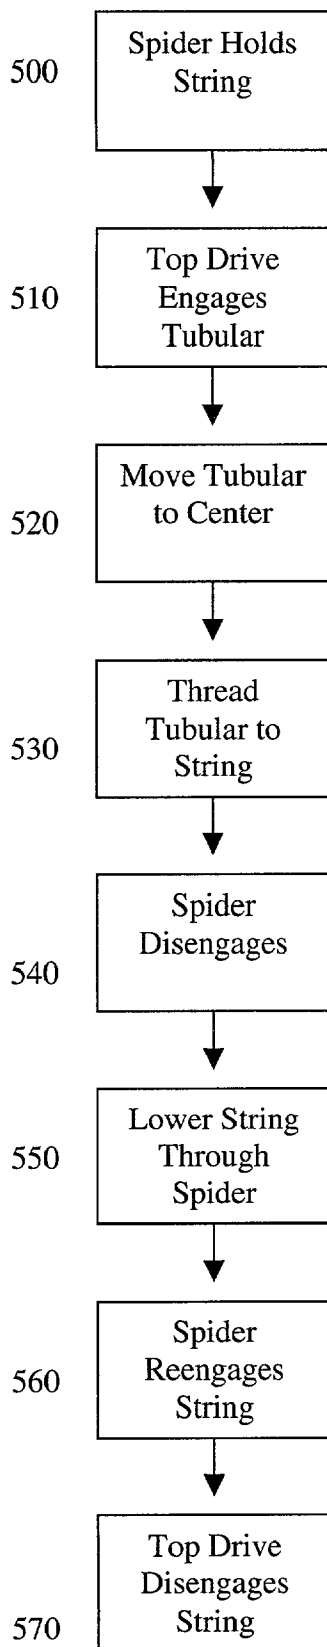 500
Spider Holds
String
510
Top Drive
Engages
Tubular
520
Move Tubular
to Center
530
Thread
Tubular to
String
540
Spider
Disengages
550
Lower String
Through
Spider
560
Spider
Reengages
String
570
Top Drive
Disengages
String